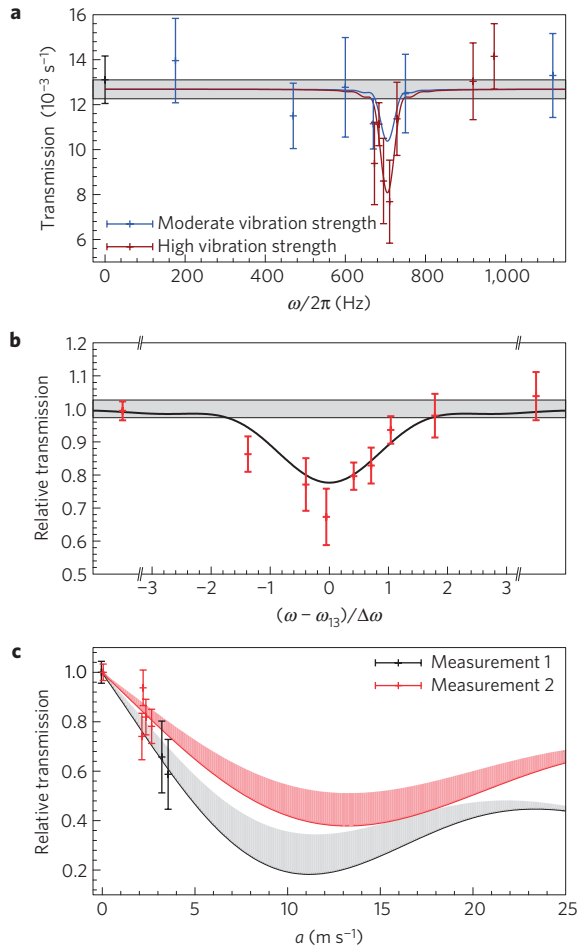 a
16
14
12
10
8
6
Transmission (10⁻³ s⁻¹)
Moderate vibration strength
High vibration strength
0 200 400 600 800 1,000
ω/2π (Hz)
b
1.2
1.1
1.0
0.9
0.8
0.7
0.6
0.5
Relative transmission
−3 −2 −1 0 1 2 3
(ω − ω₁₃)/Δω
c
1.0
0.8
0.6
0.4
0.2
Relative transmission
Measurement 1
Measurement 2
0 5 10 15 20 25
a (m s⁻¹)